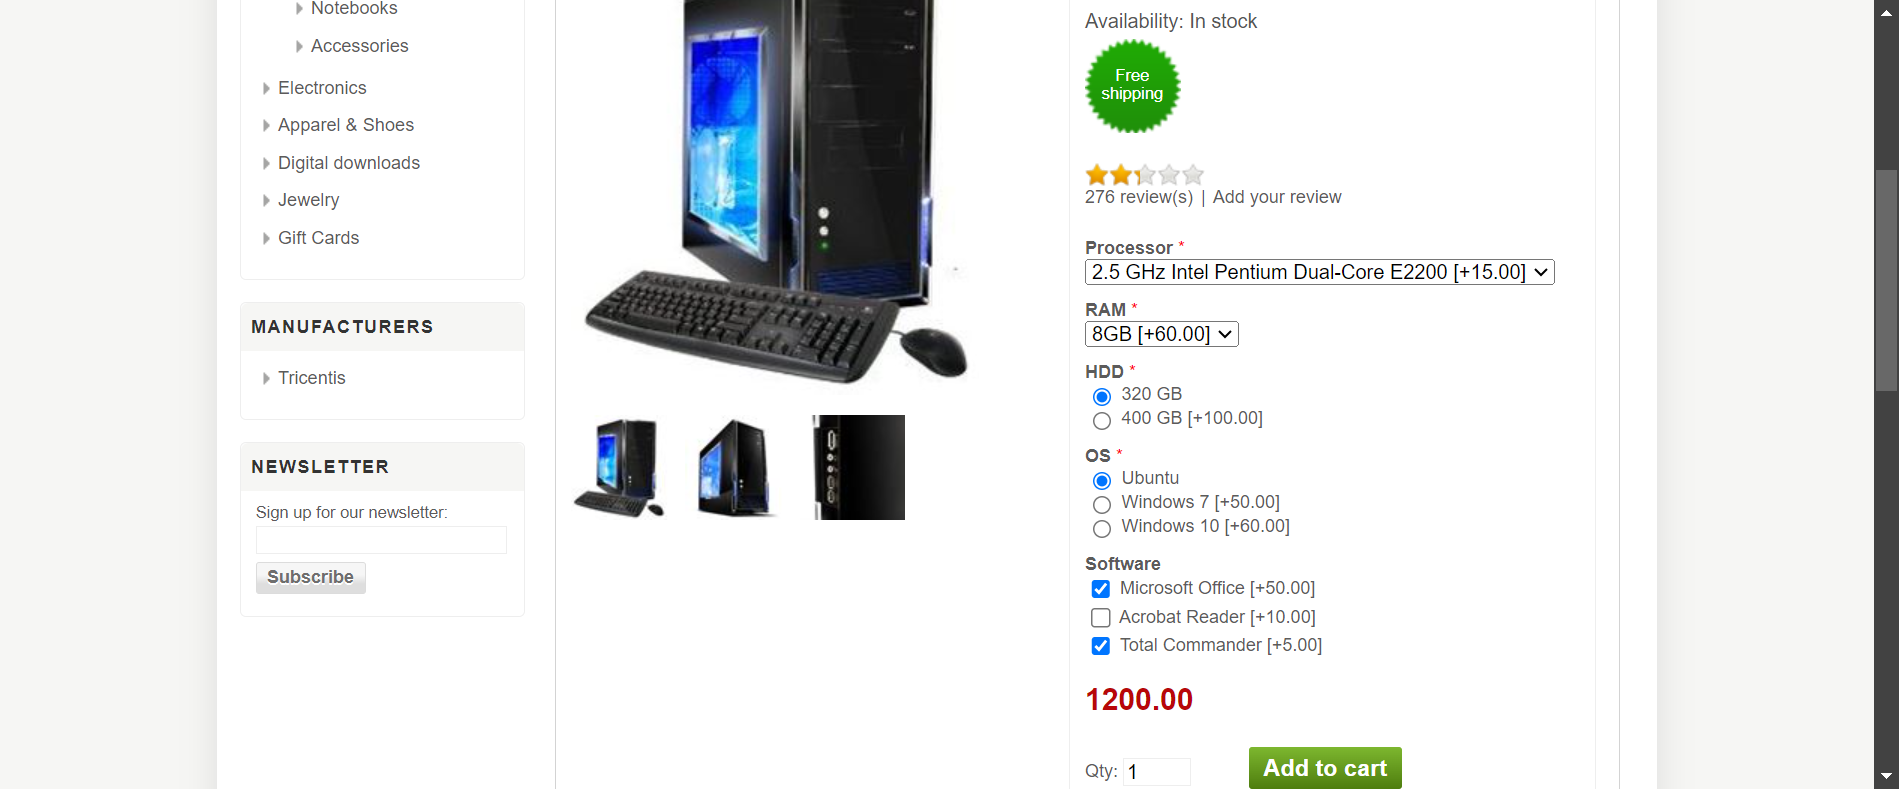 Notebooks
Accessories
Electronics
Apparel & Shoes
Digital downloads
Jewelry
Gift Cards
MANUFACTURERS
Tricentis
NEWSLETTER
Sign up for our newsletter:
Subscribe
Availability: In stock
Free
shipping
276 review(s) | Add your review
Processor *
2.5 GHz Intel Pentium Dual-Core E2200 [+15.00]
RAM *
8GB [+60.00]
HDD *
320 GB
400 GB [+100.00]
OS *
Ubuntu
Windows 7 [+50.00]
Windows 10 [+60.00]
Software
Microsoft Office [+50.00]
Acrobat Reader [+10.00]
Total Commander [+5.00]
1200.00
Qty: 1
Add to cart